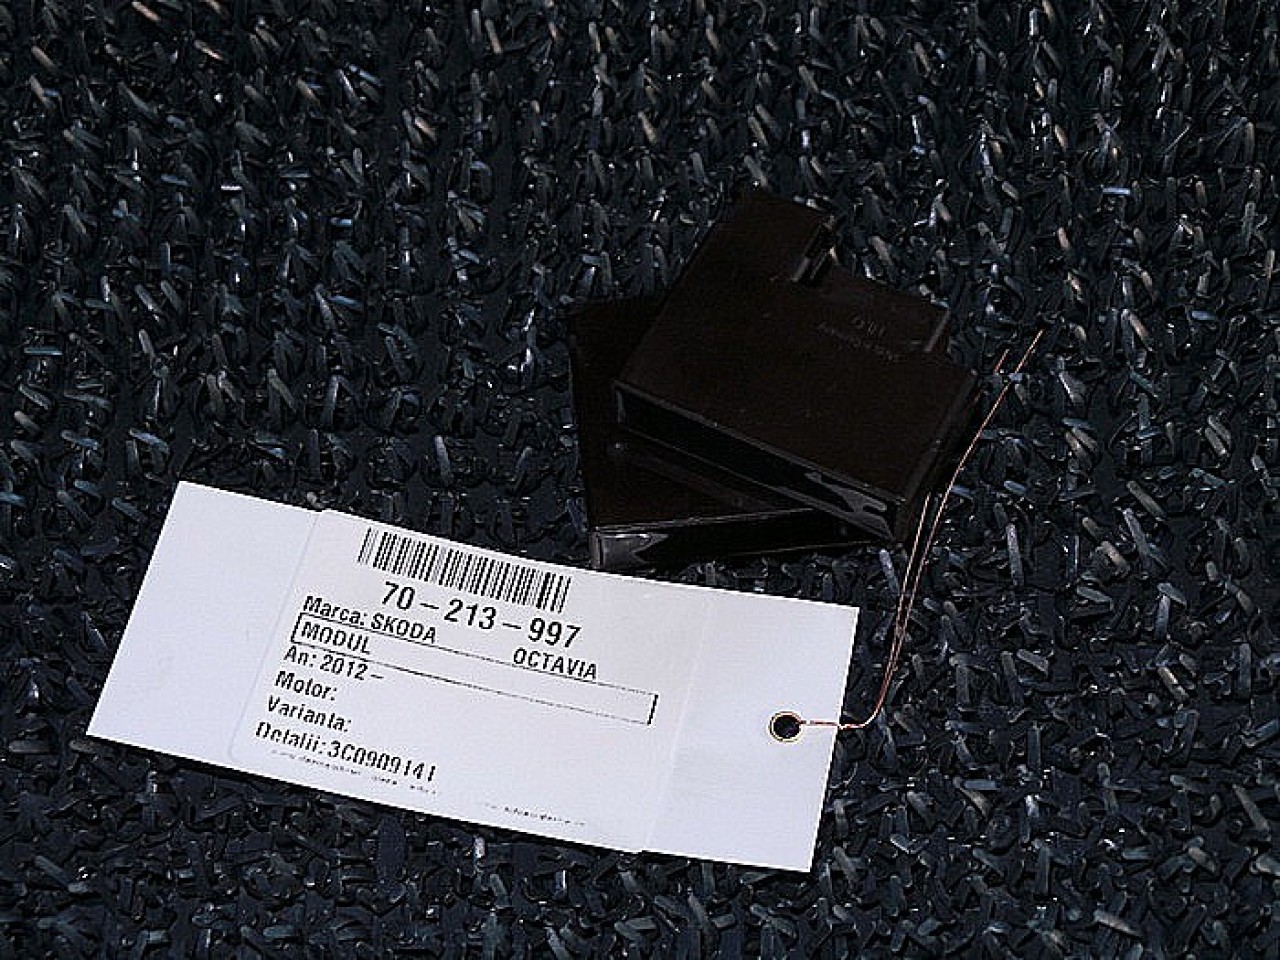 70-213-997
Marca: SKODA OCTAVIA
MODUL
An: 2012-
Motor:
Varianta:
Detalii: 3C0909141